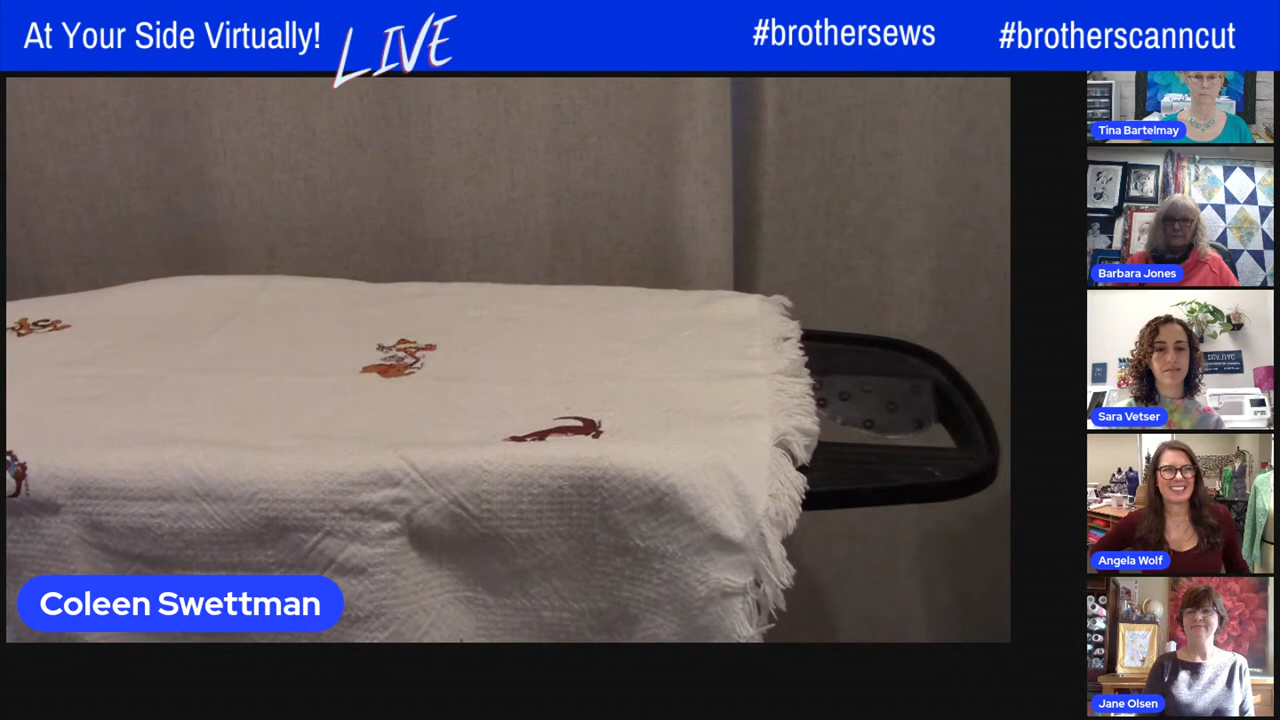 At Your Side Virtually!
LIVE
#brothersews
#brotherscanncut
Tina Bartelmay
Barbara Jones
Sara Vetser
Angela Wolf
Jane Olsen
Coleen Swettman